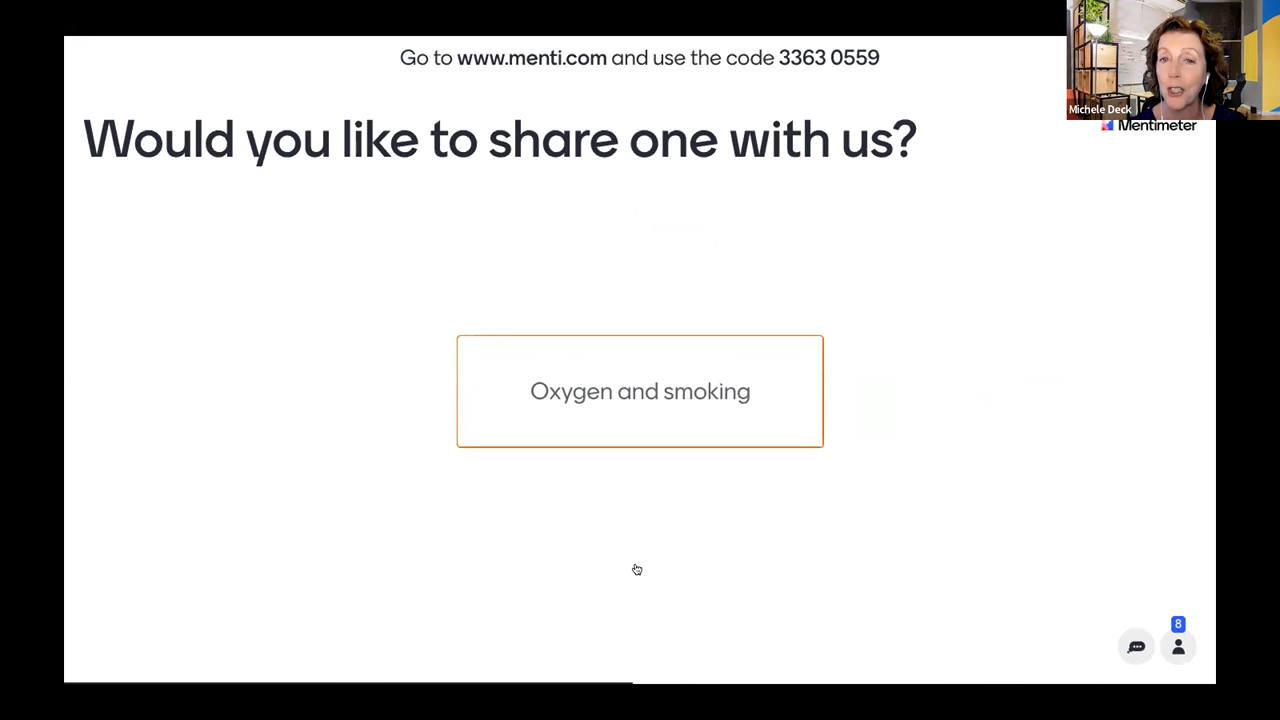 Go to www.menti.com and use the code 3363 0559
Michele Deck
Mentimeter
Would you like to share one with us?
Oxygen and smoking
8